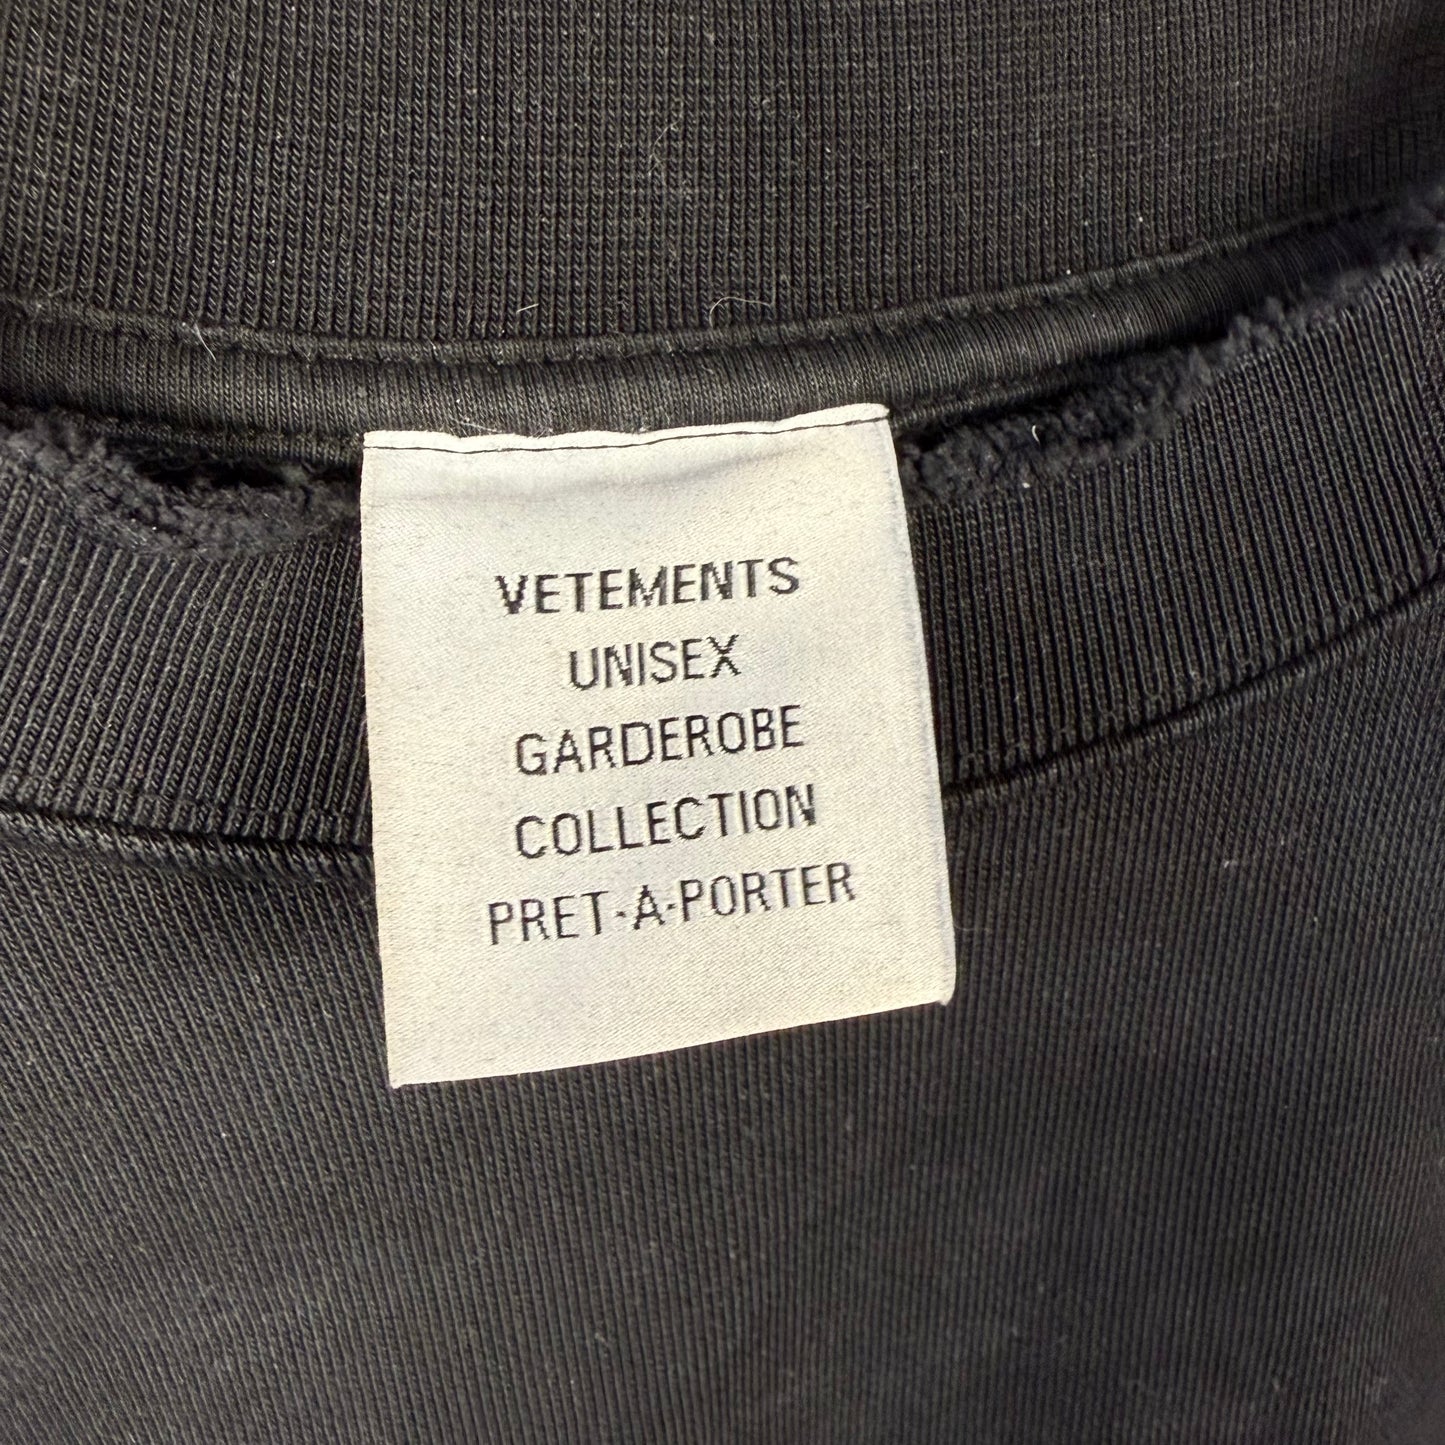 VETEMENTS
UNISEX
GARDEROBE
COLLECTION
PRET-A-PORTER